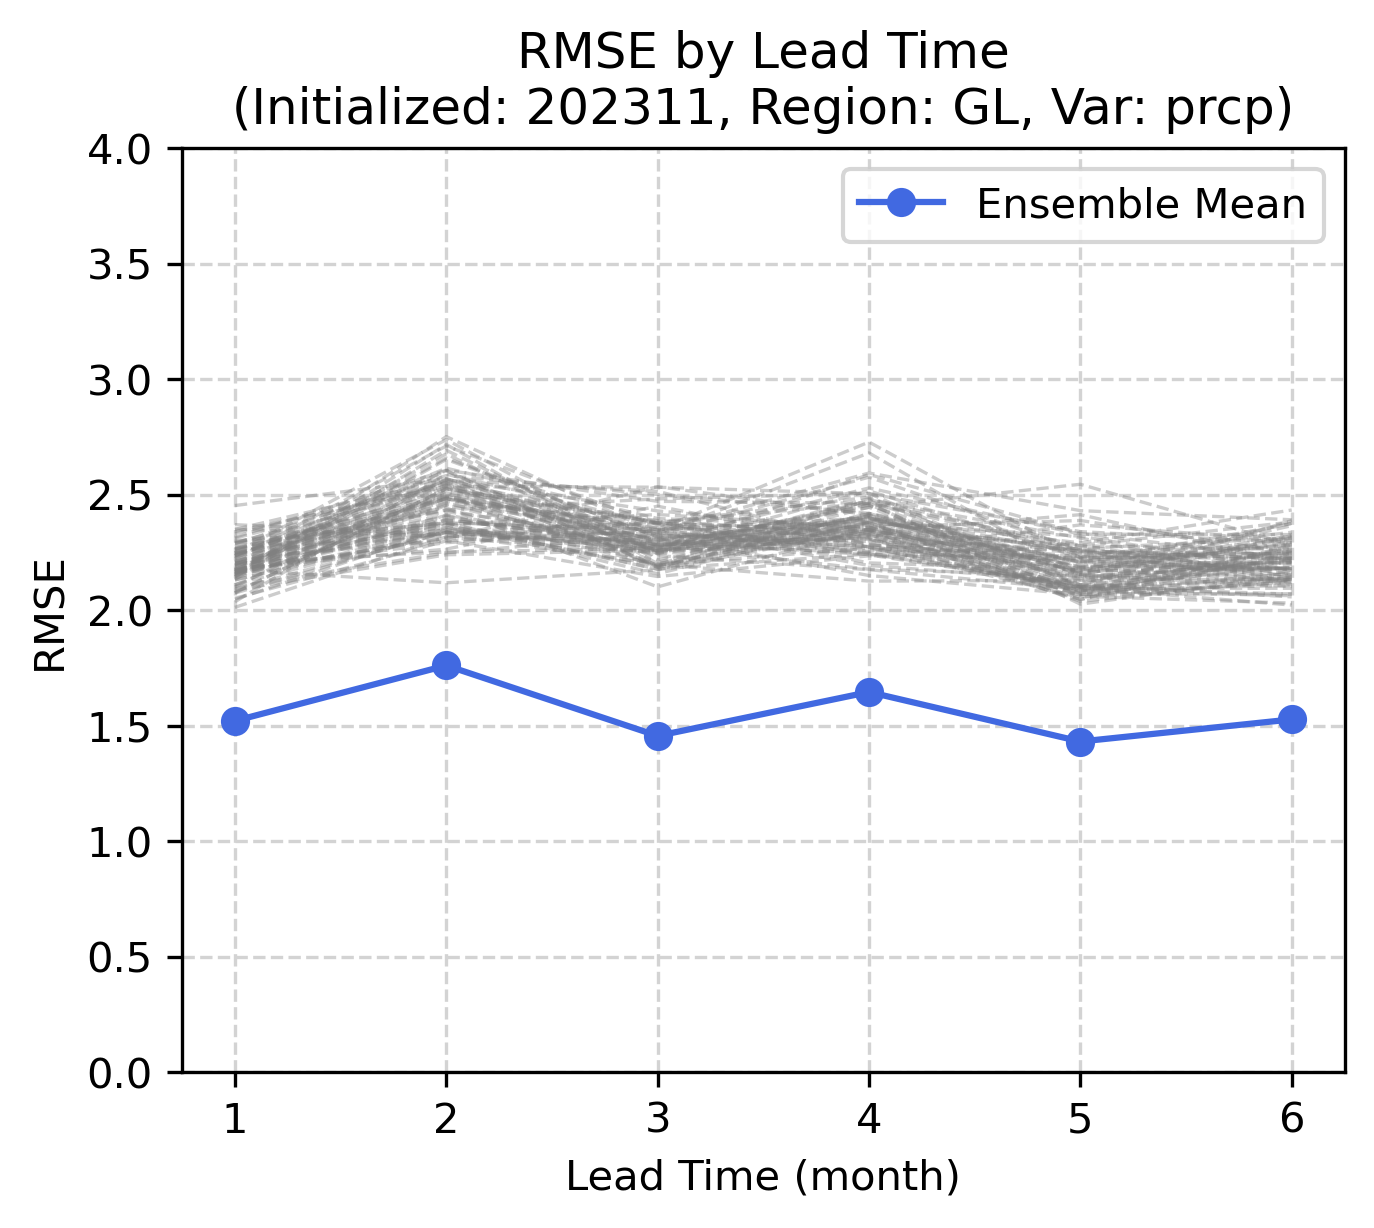 RMSE by Lead Time
(Initialized: 202311, Region: GL, Var: prcp)
4.0
3.5
3.0
2.5
2.0
1.5
1.0
0.5
0.0
RMSE
Ensemble Mean
1 2 3 4 5 6
Lead Time (month)